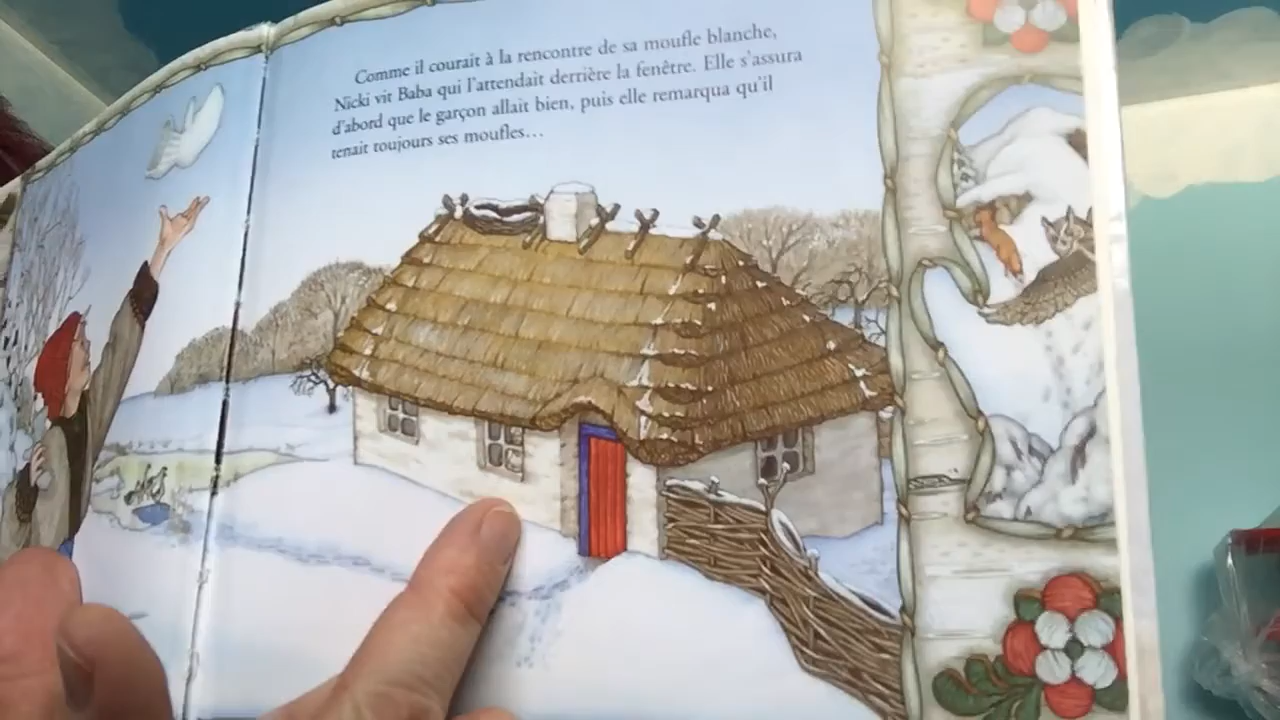 Comme il courait à la rencontre de sa moufle blanche,
Nicki vit Baba qui l'attendait derrière la fenêtre. Elle s'assura
d'abord que le garçon allait bien, puis elle remarqua qu'il
tenait toujours ses moufles...